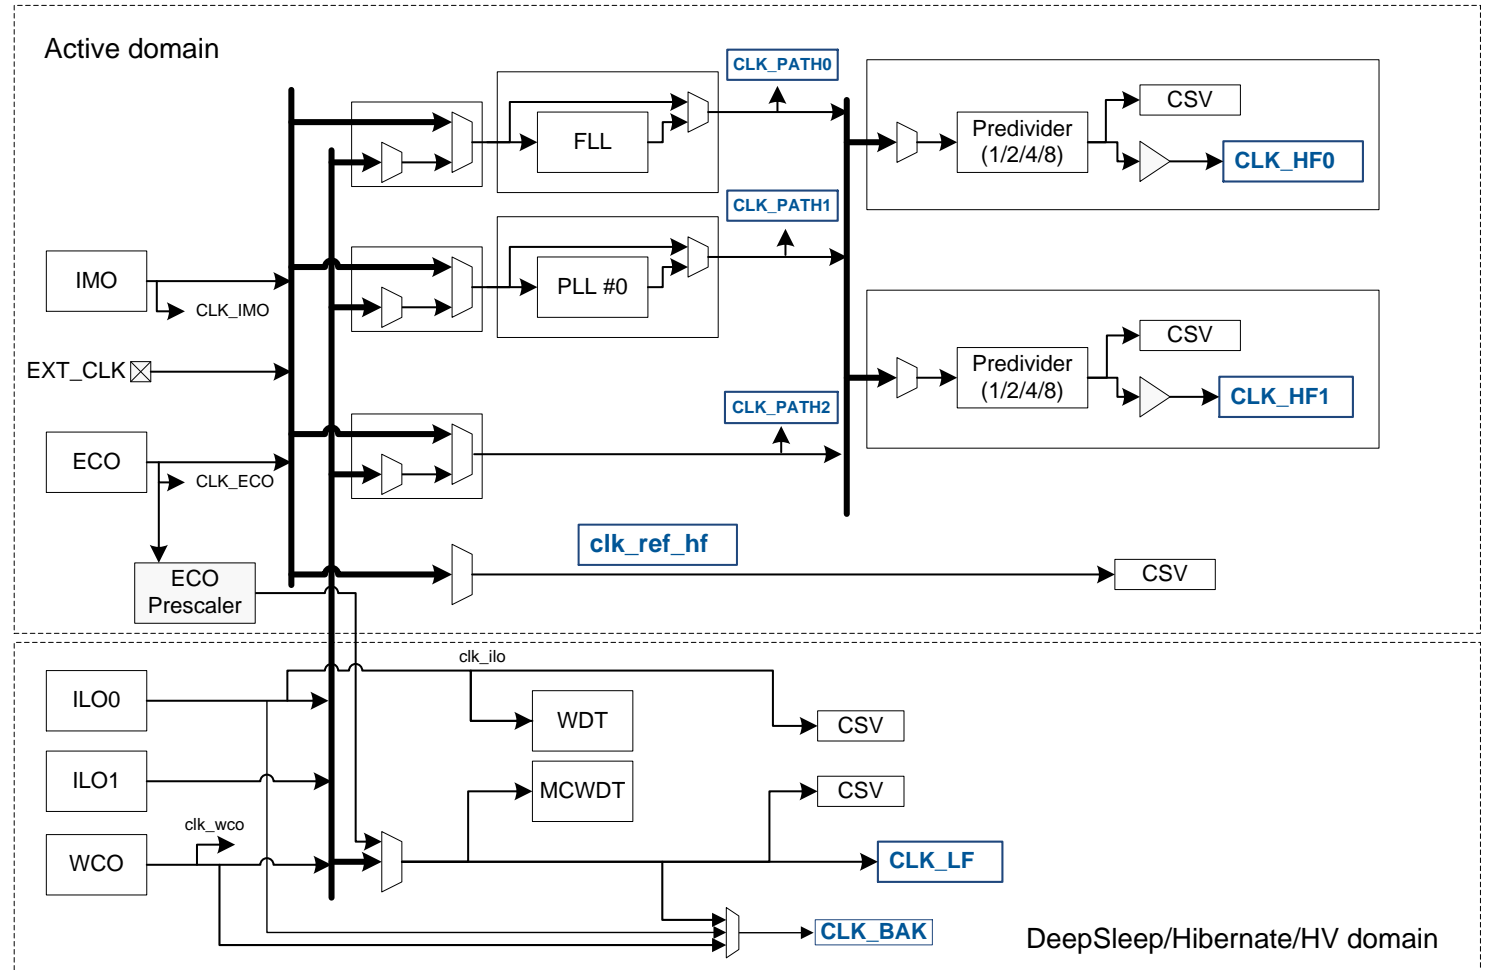 Active domain
CLK_PATH0
CSV
FLL
Predivider
(1/2/4/8)
CLK_HF0
CLK_PATH1
IMO
CLK_IMO
PLL #0
CSV
EXT_CLK
Predivider
(1/2/4/8)
CLK_HF1
CLK_PATH2
ECO
CLK_ECO
clk_ref_hf
ECO
Prescaler
CSV
clk_ilo
ILO0
WDT
CSV
ILO1
MCWDT
CSV
clk_wco
WCO
CLK_LF
CLK_BAK
DeepSleep/Hibernate/HV domain